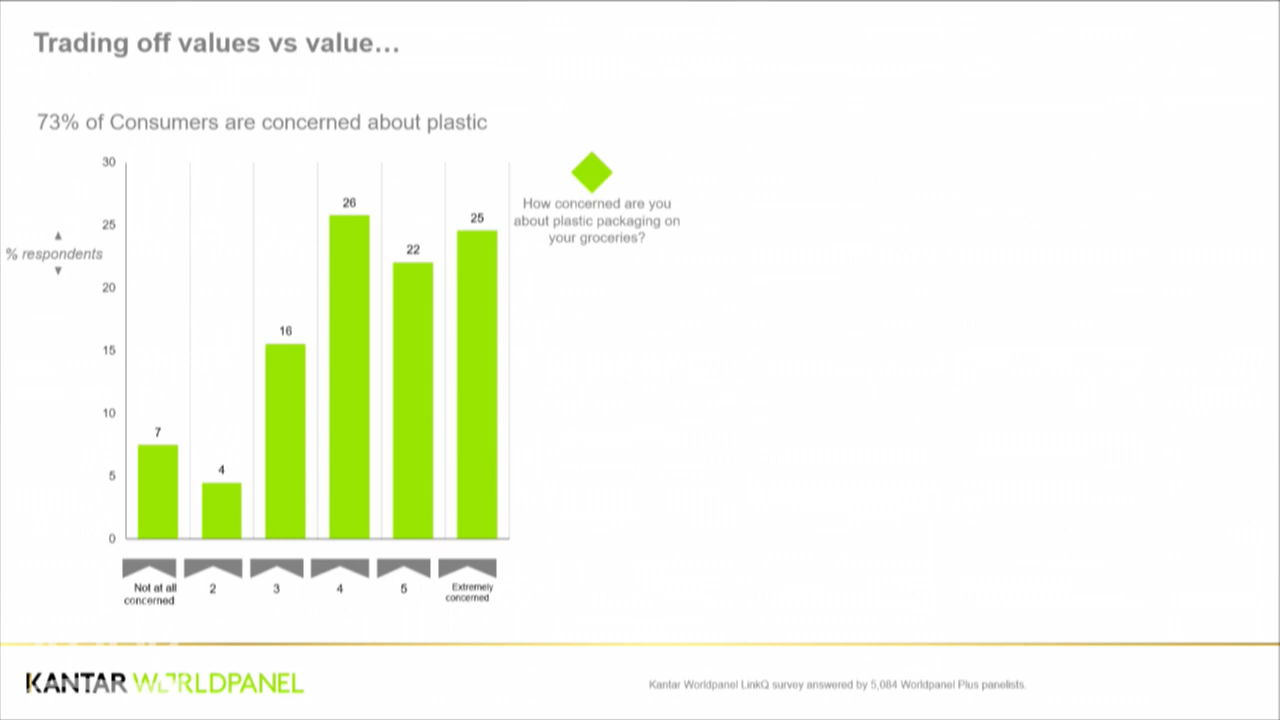 Trading off values vs value...
73% of Consumers are concerned about plastic
30
25
20
15
10
5
0
▲
% respondents
▼
7
4
16
26
22
25
How concerned are you
about plastic packaging on
your groceries?
Not at all
concerned
2
3
4
5
Extremely
concerned
KANTAR WORLDPANEL
Kantar Worldpanel LinkQ survey answered by 5,084 Worldpanel Plus panelists.